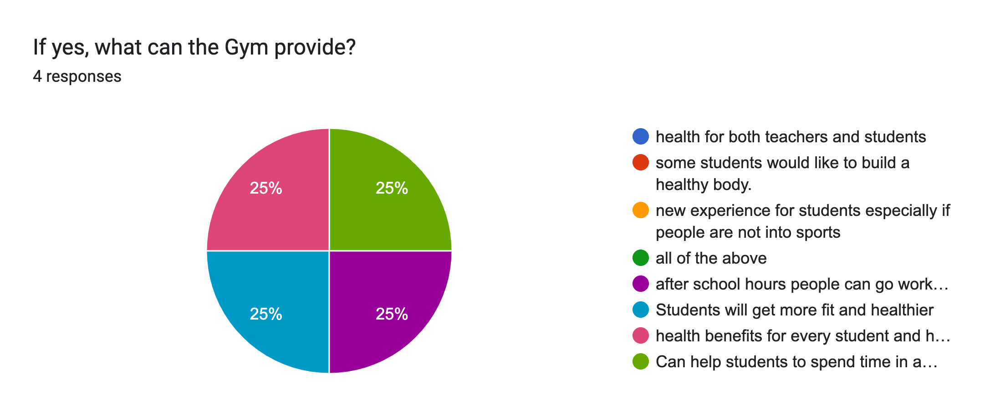 If yes, what can the Gym provide?
4 responses
25%
25%
25%
25%
health for both teachers and students
some students would like to build a
healthy body.
new experience for students especially if
people are not into sports
all of the above
after school hours people can go work…
Students will get more fit and healthier
health benefits for every student and h…
Can help students to spend time in a…